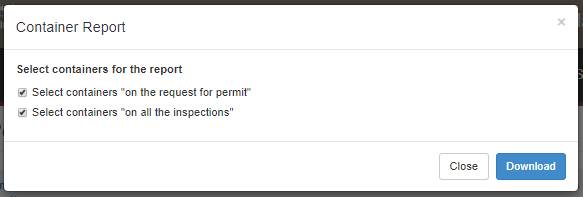 Container Report ×
Select containers for the report
Select containers "on the request for permit"
Select containers "on all the inspections"
Close Download